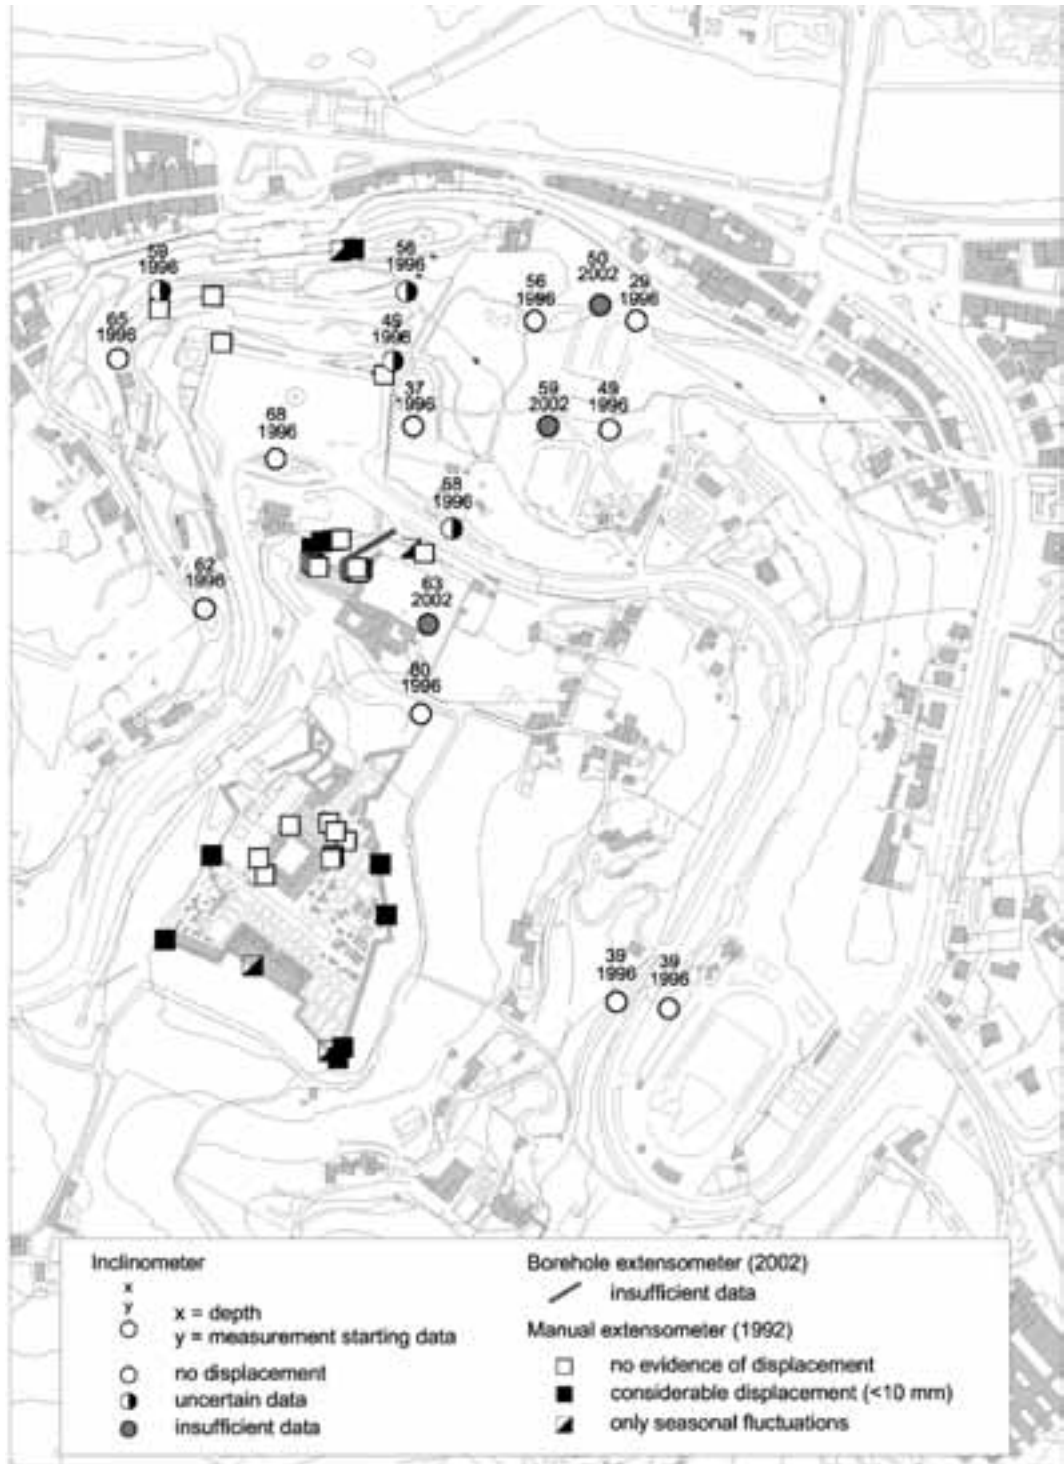 59
1996
56
1996
50
2002
56
1996
29
1996
65
1996
49
1996
37
1996
59
2002
49
1996
68
1996
58
1996
62
1996
63
2002
60
1996
39
1996
39
1996
Inclinometer
x
y
x = depth
y = measurement starting data
no displacement
uncertain data
insufficient data
Borehole extensometer (2002)
insufficient data
Manual extensometer (1992)
no evidence of displacement
considerable displacement (<10 mm)
only seasonal fluctuations